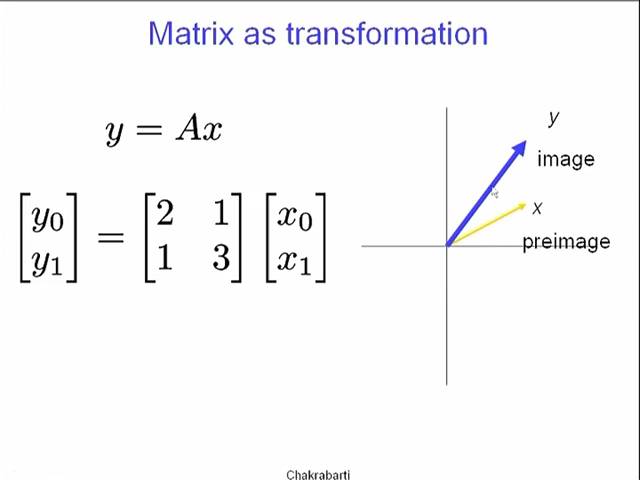 Matrix as transformation
y = Ax
[y₀ y₁] = [2 1 1 3] [x₀ x₁]
y
image
x
preimage
Chakrabarti